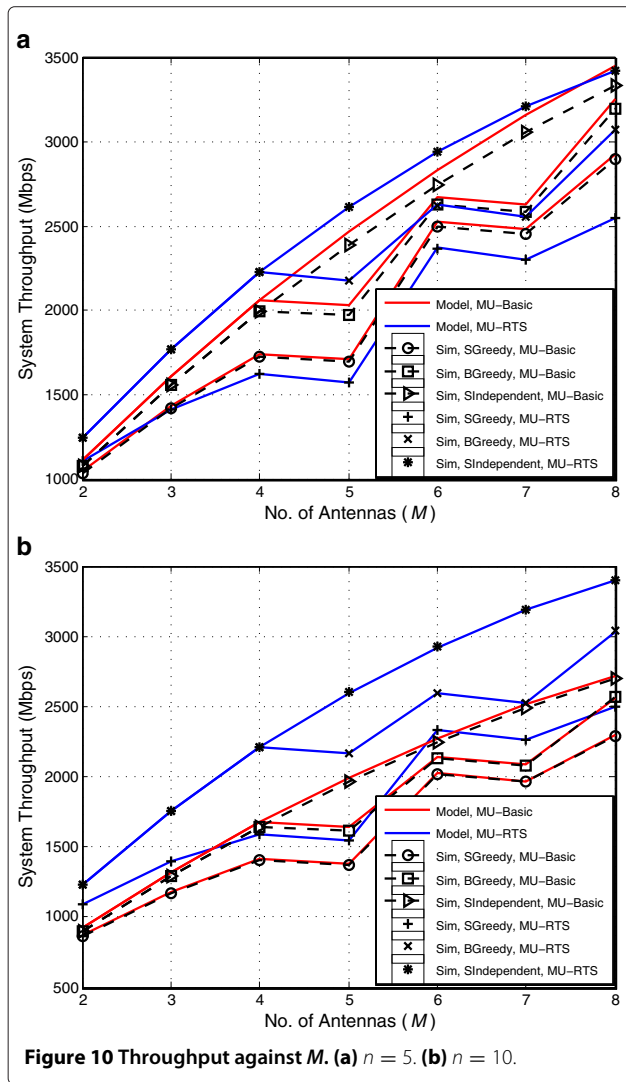 a
3500
3000
2500
2000
1500
1000
System Throughput (Mbps)
Model, MU−Basic
Model, MU−RTS
Sim, SGreedy, MU−Basic
Sim, BGreedy, MU−Basic
Sim, SIndependent, MU−Basic
Sim, SGreedy, MU−RTS
Sim, BGreedy, MU−RTS
Sim, SIndependent, MU−RTS
2 3 4 5 6 7 8
No. of Antennas (M)
b
3500
3000
2500
2000
1500
1000
500
System Throughput (Mbps)
Model, MU−Basic
Model, MU−RTS
Sim, SGreedy, MU−Basic
Sim, BGreedy, MU−Basic
Sim, SIndependent, MU−Basic
Sim, SGreedy, MU−RTS
Sim, BGreedy, MU−RTS
Sim, SIndependent, MU−RTS
2 3 4 5 6 7 8
No. of Antennas (M)
Figure 10 Throughput against M. (a) n = 5. (b) n = 10.